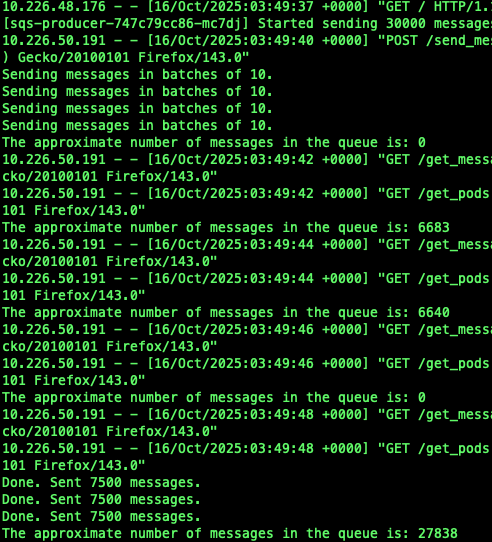 10.226.48.176 - - [16/Oct/2025:03:49:37 +0000] "GET / HTTP/1.
[sqs-producer-747c79cc86-mc7dj] Started sending 30000 message
10.226.50.191 - - [16/Oct/2025:03:49:40 +0000] "POST /send_me
) Gecko/20100101 Firefox/143.0"
Sending messages in batches of 10.
Sending messages in batches of 10.
Sending messages in batches of 10.
Sending messages in batches of 10.
The approximate number of messages in the queue is: 0
10.226.50.191 - - [16/Oct/2025:03:49:42 +0000] "GET /get_messa
cko/20100101 Firefox/143.0"
10.226.50.191 - - [16/Oct/2025:03:49:42 +0000] "GET /get_pods
101 Firefox/143.0"
The approximate number of messages in the queue is: 6683
10.226.50.191 - - [16/Oct/2025:03:49:44 +0000] "GET /get_messa
cko/20100101 Firefox/143.0"
10.226.50.191 - - [16/Oct/2025:03:49:44 +0000] "GET /get_pods
101 Firefox/143.0"
The approximate number of messages in the queue is: 6640
10.226.50.191 - - [16/Oct/2025:03:49:46 +0000] "GET /get_messa
cko/20100101 Firefox/143.0"
10.226.50.191 - - [16/Oct/2025:03:49:46 +0000] "GET /get_pods
101 Firefox/143.0"
The approximate number of messages in the queue is: 0
10.226.50.191 - - [16/Oct/2025:03:49:48 +0000] "GET /get_messa
cko/20100101 Firefox/143.0"
10.226.50.191 - - [16/Oct/2025:03:49:48 +0000] "GET /get_pods
101 Firefox/143.0"
Done. Sent 7500 messages.
Done. Sent 7500 messages.
Done. Sent 7500 messages.
The approximate number of messages in the queue is: 27838